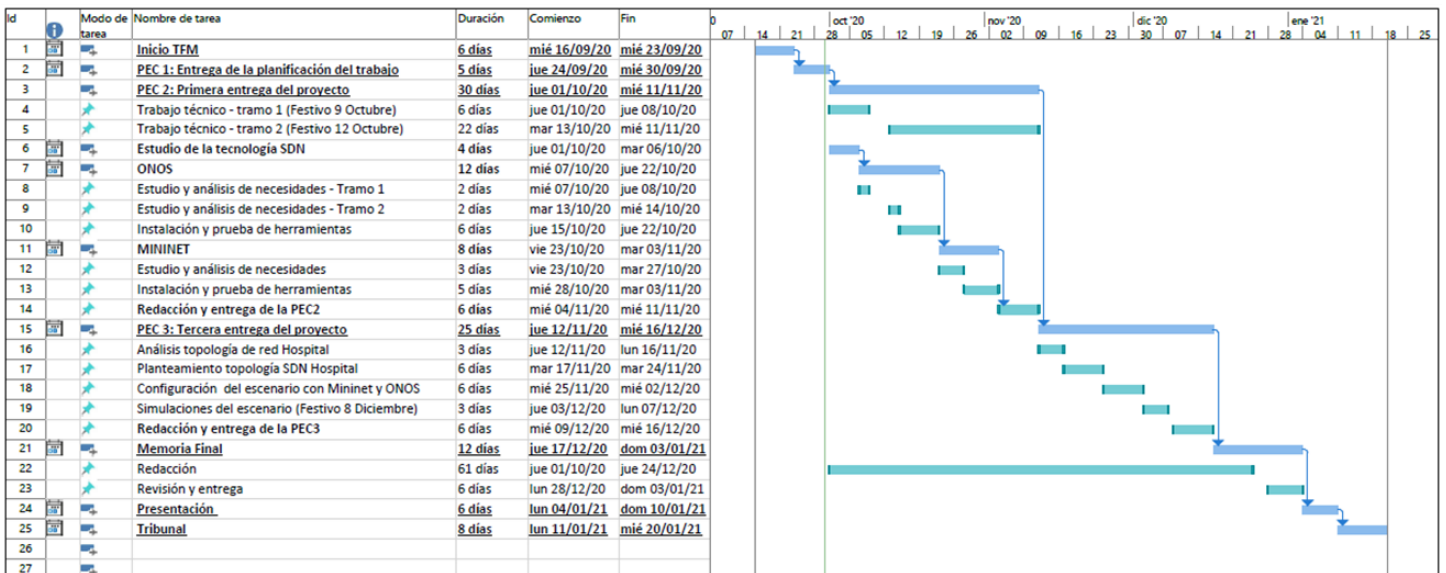 Id Modo de tarea Nombre de tarea Duración Comienzo Fin
0 oct '20 nov '20 dic '20 ene '21
07 14 21 28 05 12 19 26 02 09 16 23 30 07 14 21 28 04 11 18 25
1 Inicio TFM 6 días mié 16/09/20 mié 23/09/20
2 PEC 1: Entrega de la planificación del trabajo 5 días jue 24/09/20 mié 30/09/20
3 PEC 2: Primera entrega del proyecto 30 días jue 01/10/20 mié 11/11/20
4 Trabajo técnico - tramo 1 (Festivo 9 Octubre) 6 días jue 01/10/20 jue 08/10/20
5 Trabajo técnico - tramo 2 (Festivo 12 Octubre) 22 días mar 13/10/20 mié 11/11/20
6 Estudio de la tecnología SDN 4 días jue 01/10/20 mar 06/10/20
7 ONOS 12 días mié 07/10/20 jue 22/10/20
8 Estudio y análisis de necesidades - Tramo 1 2 días mié 07/10/20 jue 08/10/20
9 Estudio y análisis de necesidades - Tramo 2 2 días mar 13/10/20 mié 14/10/20
10 Instalación y prueba de herramientas 6 días jue 15/10/20 jue 22/10/20
11 MININET 8 días vie 23/10/20 mar 03/11/20
12 Estudio y análisis de necesidades 3 días vie 23/10/20 mar 27/10/20
13 Instalación y prueba de herramientas 5 días mié 28/10/20 mar 03/11/20
14 Redacción y entrega de la PEC2 6 días mié 04/11/20 mié 11/11/20
15 PEC 3: Tercera entrega del proyecto 25 días jue 12/11/20 mié 16/12/20
16 Análisis topología de red Hospital 3 días jue 12/11/20 lun 16/11/20
17 Planteamiento topología SDN Hospital 6 días mar 17/11/20 mar 24/11/20
18 Configuración del escenario con Mininet y ONOS 6 días mié 25/11/20 mié 02/12/20
19 Simulaciones del escenario (Festivo 8 Diciembre) 3 días jue 03/12/20 lun 07/12/20
20 Redacción y entrega de la PEC3 6 días mié 09/12/20 mié 16/12/20
21 Memoria Final 12 días jue 17/12/20 dom 03/01/21
22 Redacción 61 días jue 01/10/20 jue 24/12/20
23 Revisión y entrega 6 días lun 28/12/20 dom 03/01/21
24 Presentación 6 días lun 04/01/21 dom 10/01/21
25 Tribunal 8 días lun 11/01/21 mié 20/01/21
26
27